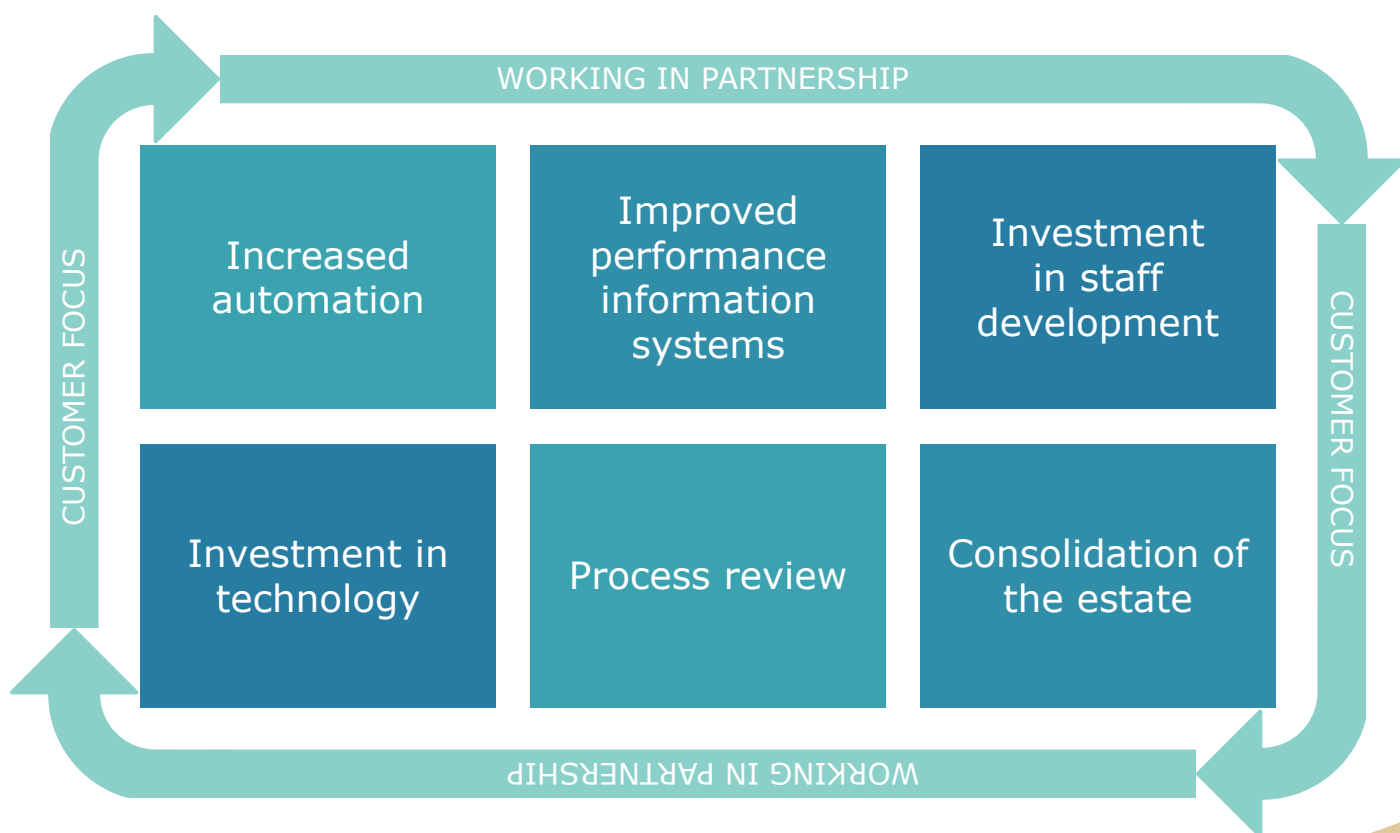 WORKING IN PARTNERSHIP
CUSTOMER FOCUS
Increased
automation
Improved
performance
information
systems
Investment
in staff
development
CUSTOMER FOCUS
Investment in
technology
Process review
Consolidation of
the estate
WORKING IN PARTNERSHIP